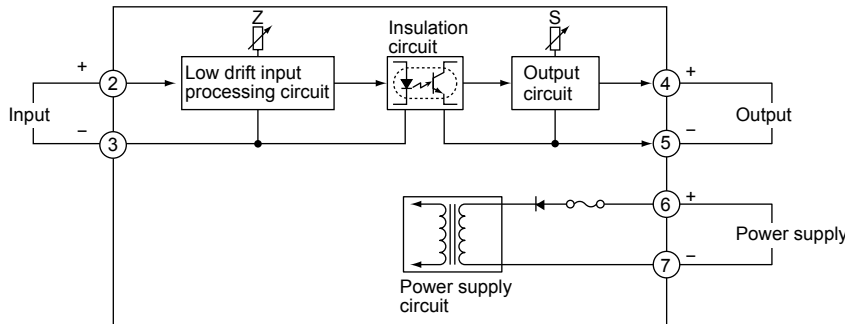 Z
S
Insulation
circuit
+
2
Low drift input
processing circuit
Output
circuit
4
+
Input
Output
−
3
5
−
6
+
Power supply
7
−
Power supply
circuit